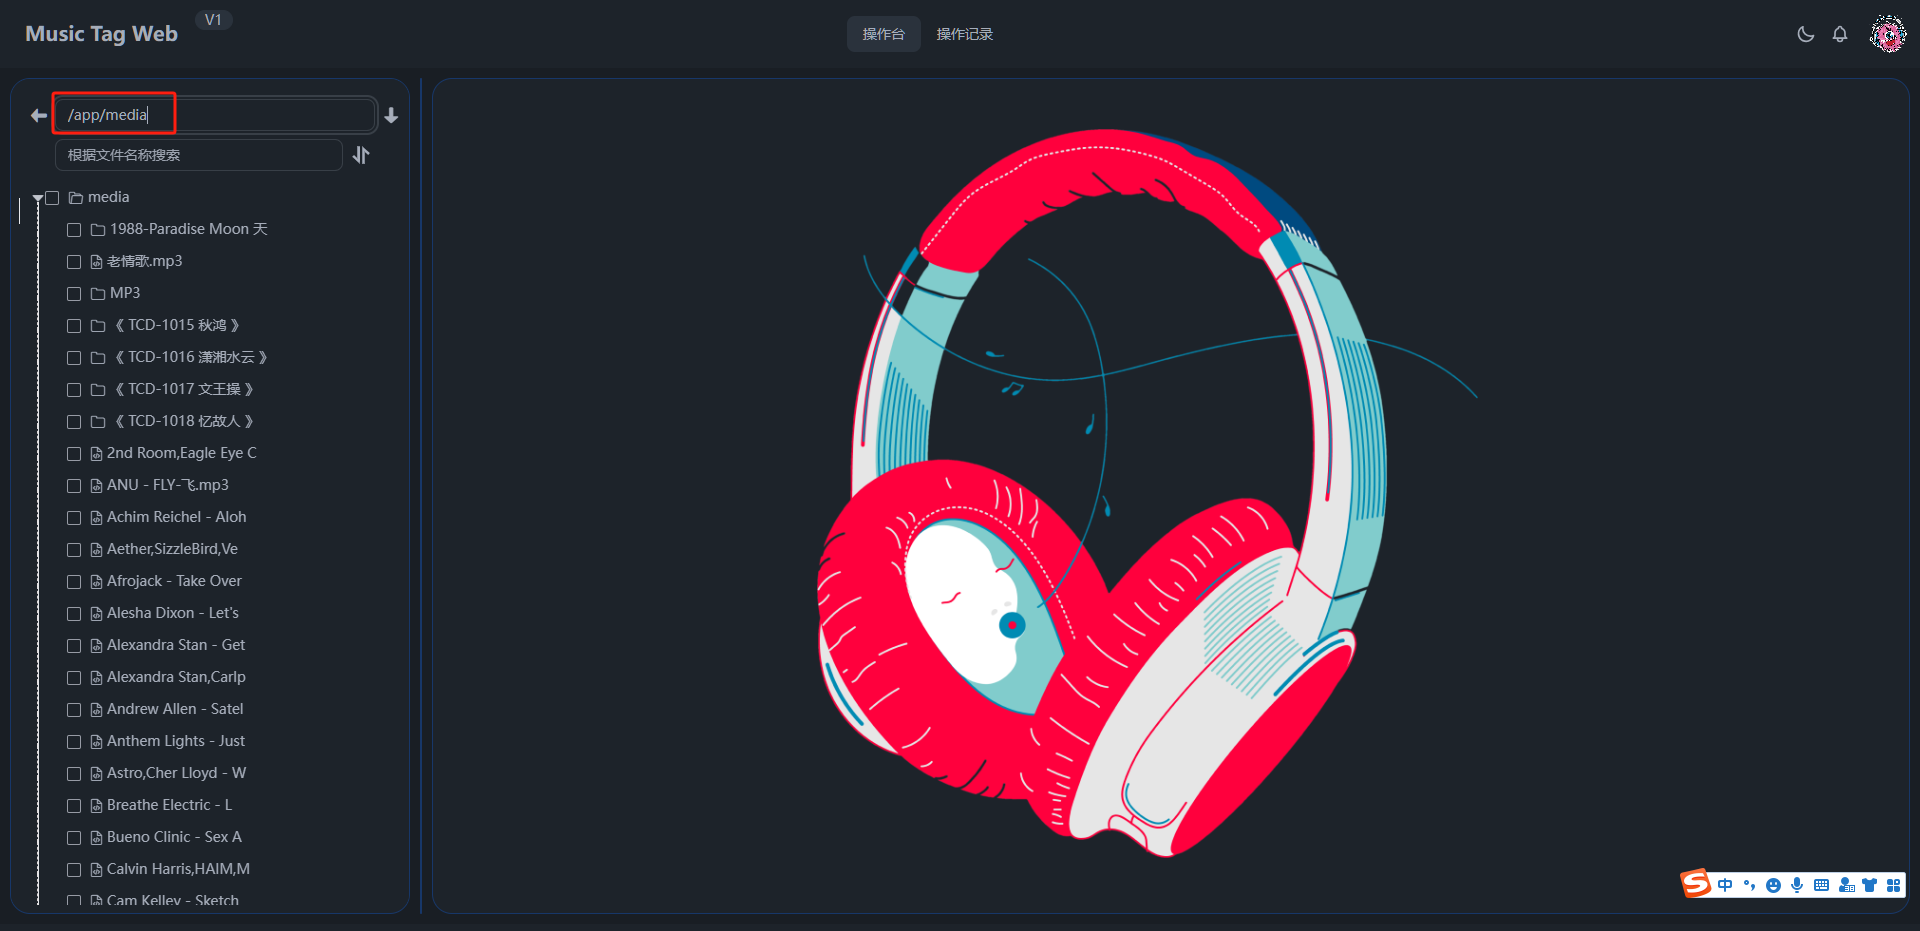 Music Tag Web
V1
操作台
操作记录
/app/media
根据文件名称搜索
media
1988-Paradise Moon 天
老情歌.mp3
MP3
《 TCD-1015 秋鸿 》
《 TCD-1016 潇湘水云 》
《 TCD-1017 文王操 》
《 TCD-1018 忆故人 》
2nd Room,Eagle Eye C
ANU - FLY-飞.mp3
Achim Reichel - Aloh
Aether,SizzleBird,Ve
Afrojack - Take Over
Alesha Dixon - Let's
Alexandra Stan - Get
Alexandra Stan,Carlp
Andrew Allen - Satel
Anthem Lights - Just
Astro,Cher Lloyd - W
Breathe Electric - L
Bueno Clinic - Sex A
Calvin Harris,HAIM,M
Cam Kelley - Sketch
中